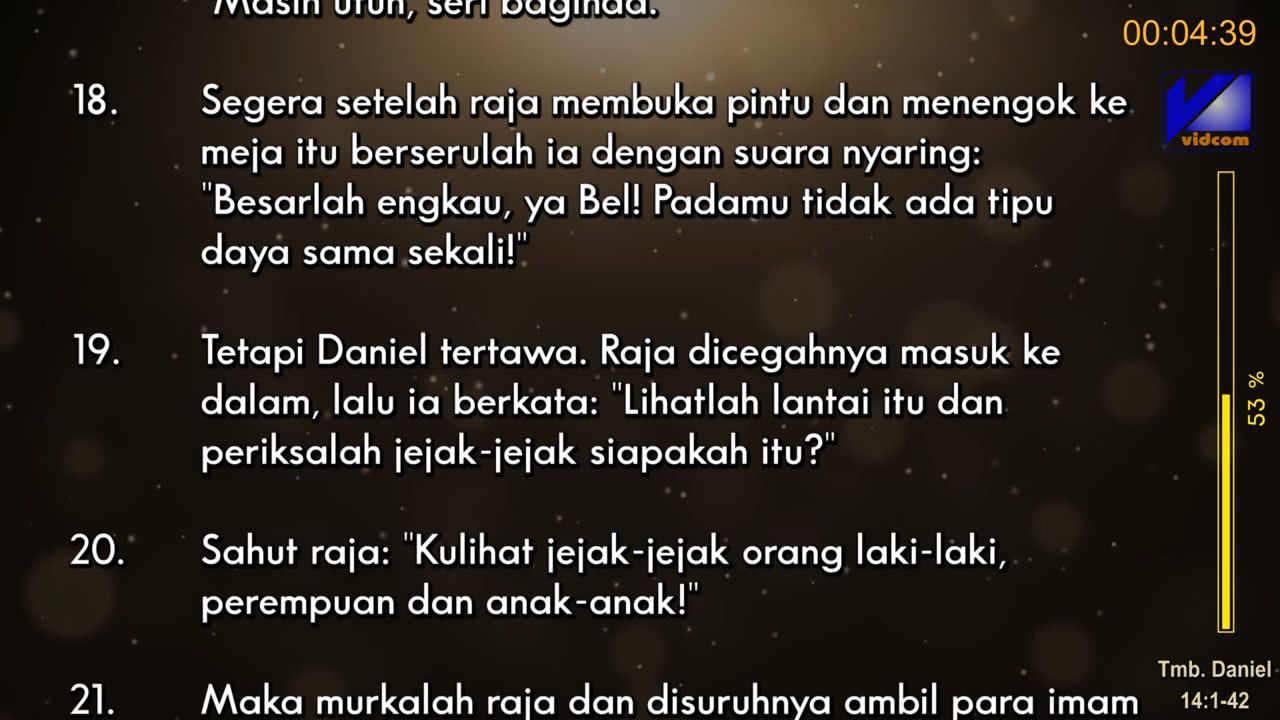 "Masih utuh, seri baginda."
00:04:39
vidcom
18. Segera setelah raja membuka pintu dan menengok ke
meja itu berserulah ia dengan suara nyaring:
"Besarlah engkau, ya Bel! Padamu tidak ada tipu
daya sama sekali!"
19. Tetapi Daniel tertawa. Raja dicegahnya masuk ke
dalam, lalu ia berkata: "Lihatlah lantai itu dan
periksalah jejak-jejak siapakah itu?"
53 %
20. Sahut raja: "Kulihat jejak-jejak orang laki-laki,
perempuan dan anak-anak!"
21. Maka murkalah raja dan disuruhnya ambil para imam
Tmb. Daniel
14:1-42